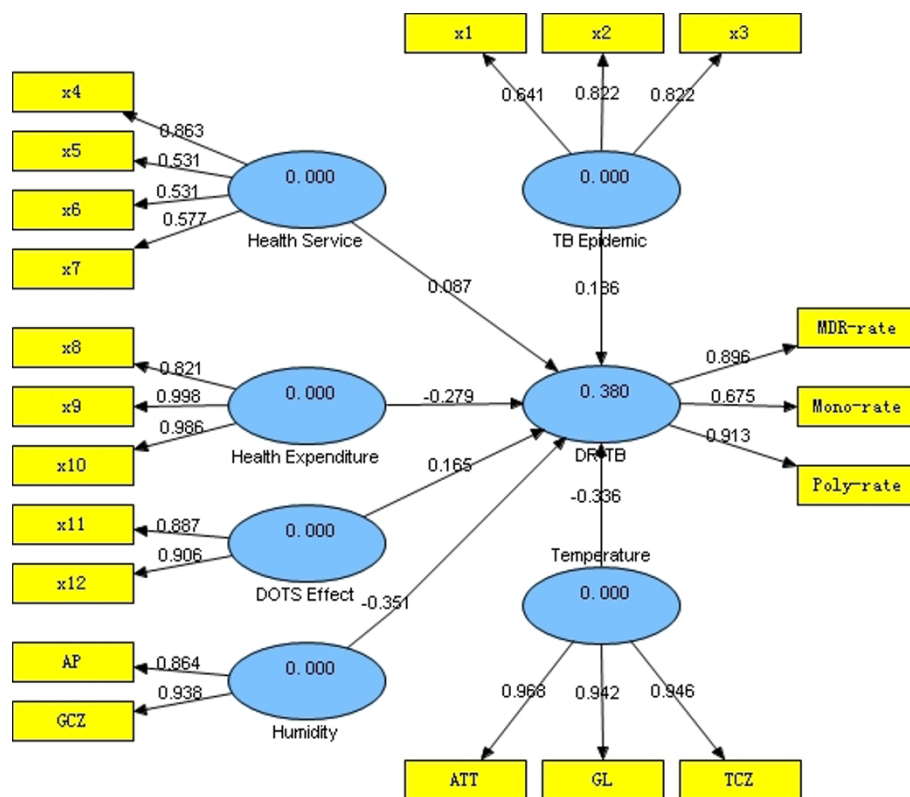 x1
x2
x3
0.641
0.822
0.822
0.000
TB Epidemic
0.186
x4
x5
x6
x7
0.863
0.531
0.531
0.577
0.000
Health Service
0.087
x8
x9
x10
0.821
0.998
0.986
0.000
Health Expenditure
-0.279
x11
x12
0.887
0.906
0.000
DOTS Effect
0.165
AP
GCZ
0.864
0.938
0.000
Humidity
-0.351
0.380
DR-TB
0.896
0.675
0.913
MDR-rate
Mono-rate
Poly-rate
-0.336
Temperature
0.000
0.942
0.946
ATT
GL
TCZ